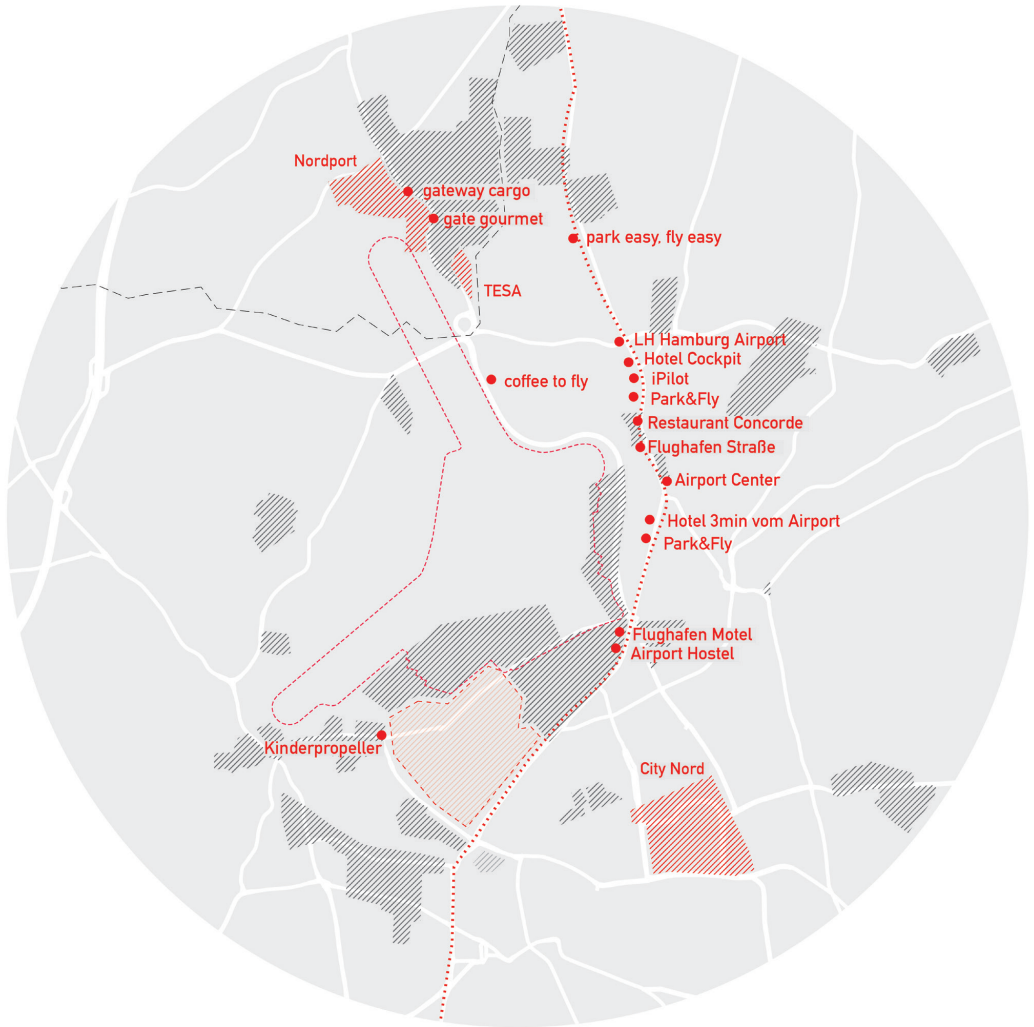 Nordport
gateway cargo
gate gourmet
park easy, fly easy
TESA
LH Hamburg Airport
Hotel Cockpit
iPilot
coffee to fly
Park&Fly
Restaurant Concorde
Flughafen Straße
Airport Center
Hotel 3min vom Airport
Park&Fly
Flughafen Motel
Airport Hostel
Kinderpropeller
City Nord